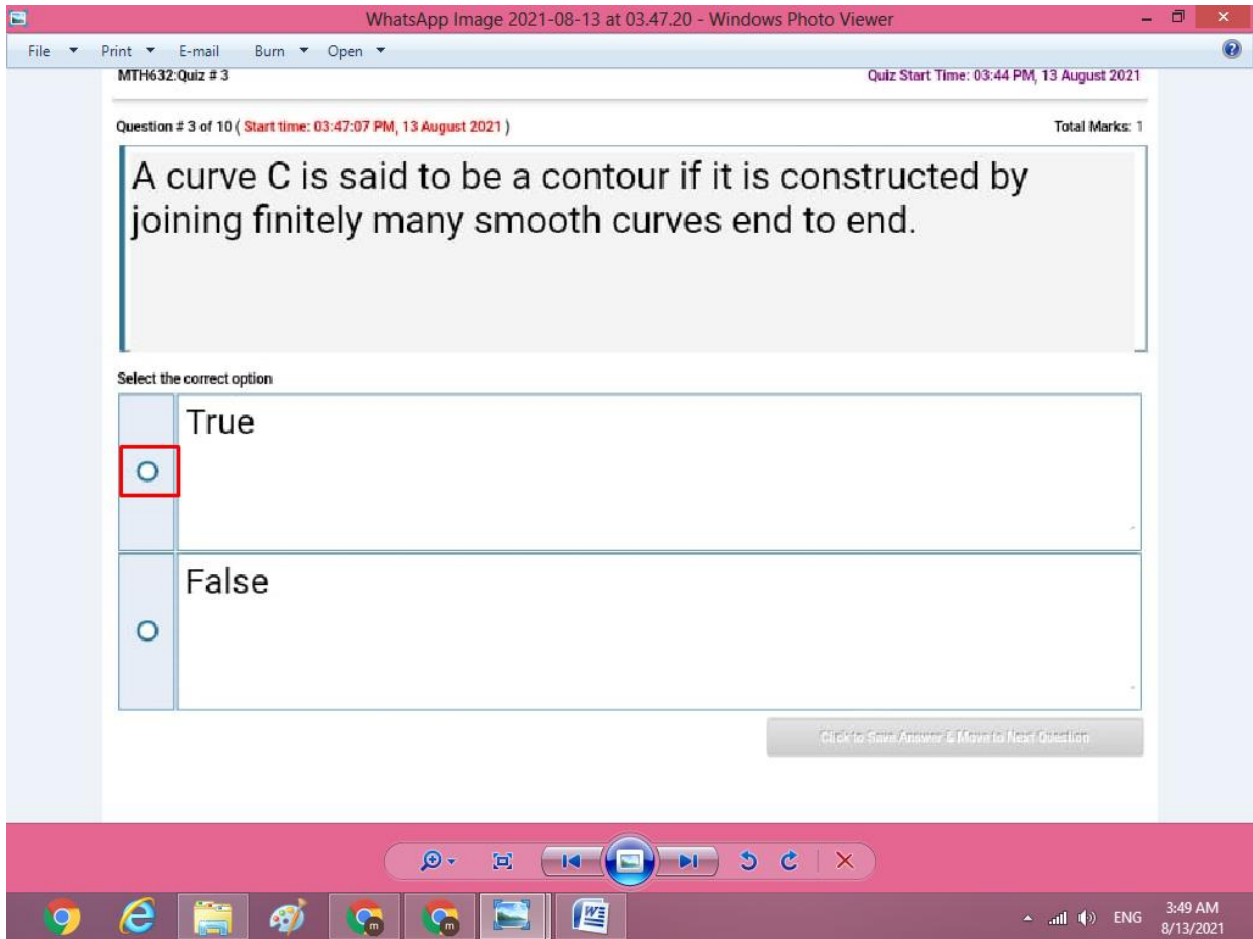 WhatsApp Image 2021-08-13 at 03.47.20 - Windows Photo Viewer
File Print E-mail Burn Open
MTH632:Quiz # 3 Quiz Start Time: 03:44 PM, 13 August 2021
Question # 3 of 10 ( Start time: 03:47:07 PM, 13 August 2021 ) Total Marks: 1
A curve C is said to be a contour if it is constructed by
joining finitely many smooth curves end to end.
Select the correct option
True
False
Click to Save Answer & Move to Next Question
ENG 3:49 AM
8/13/2021